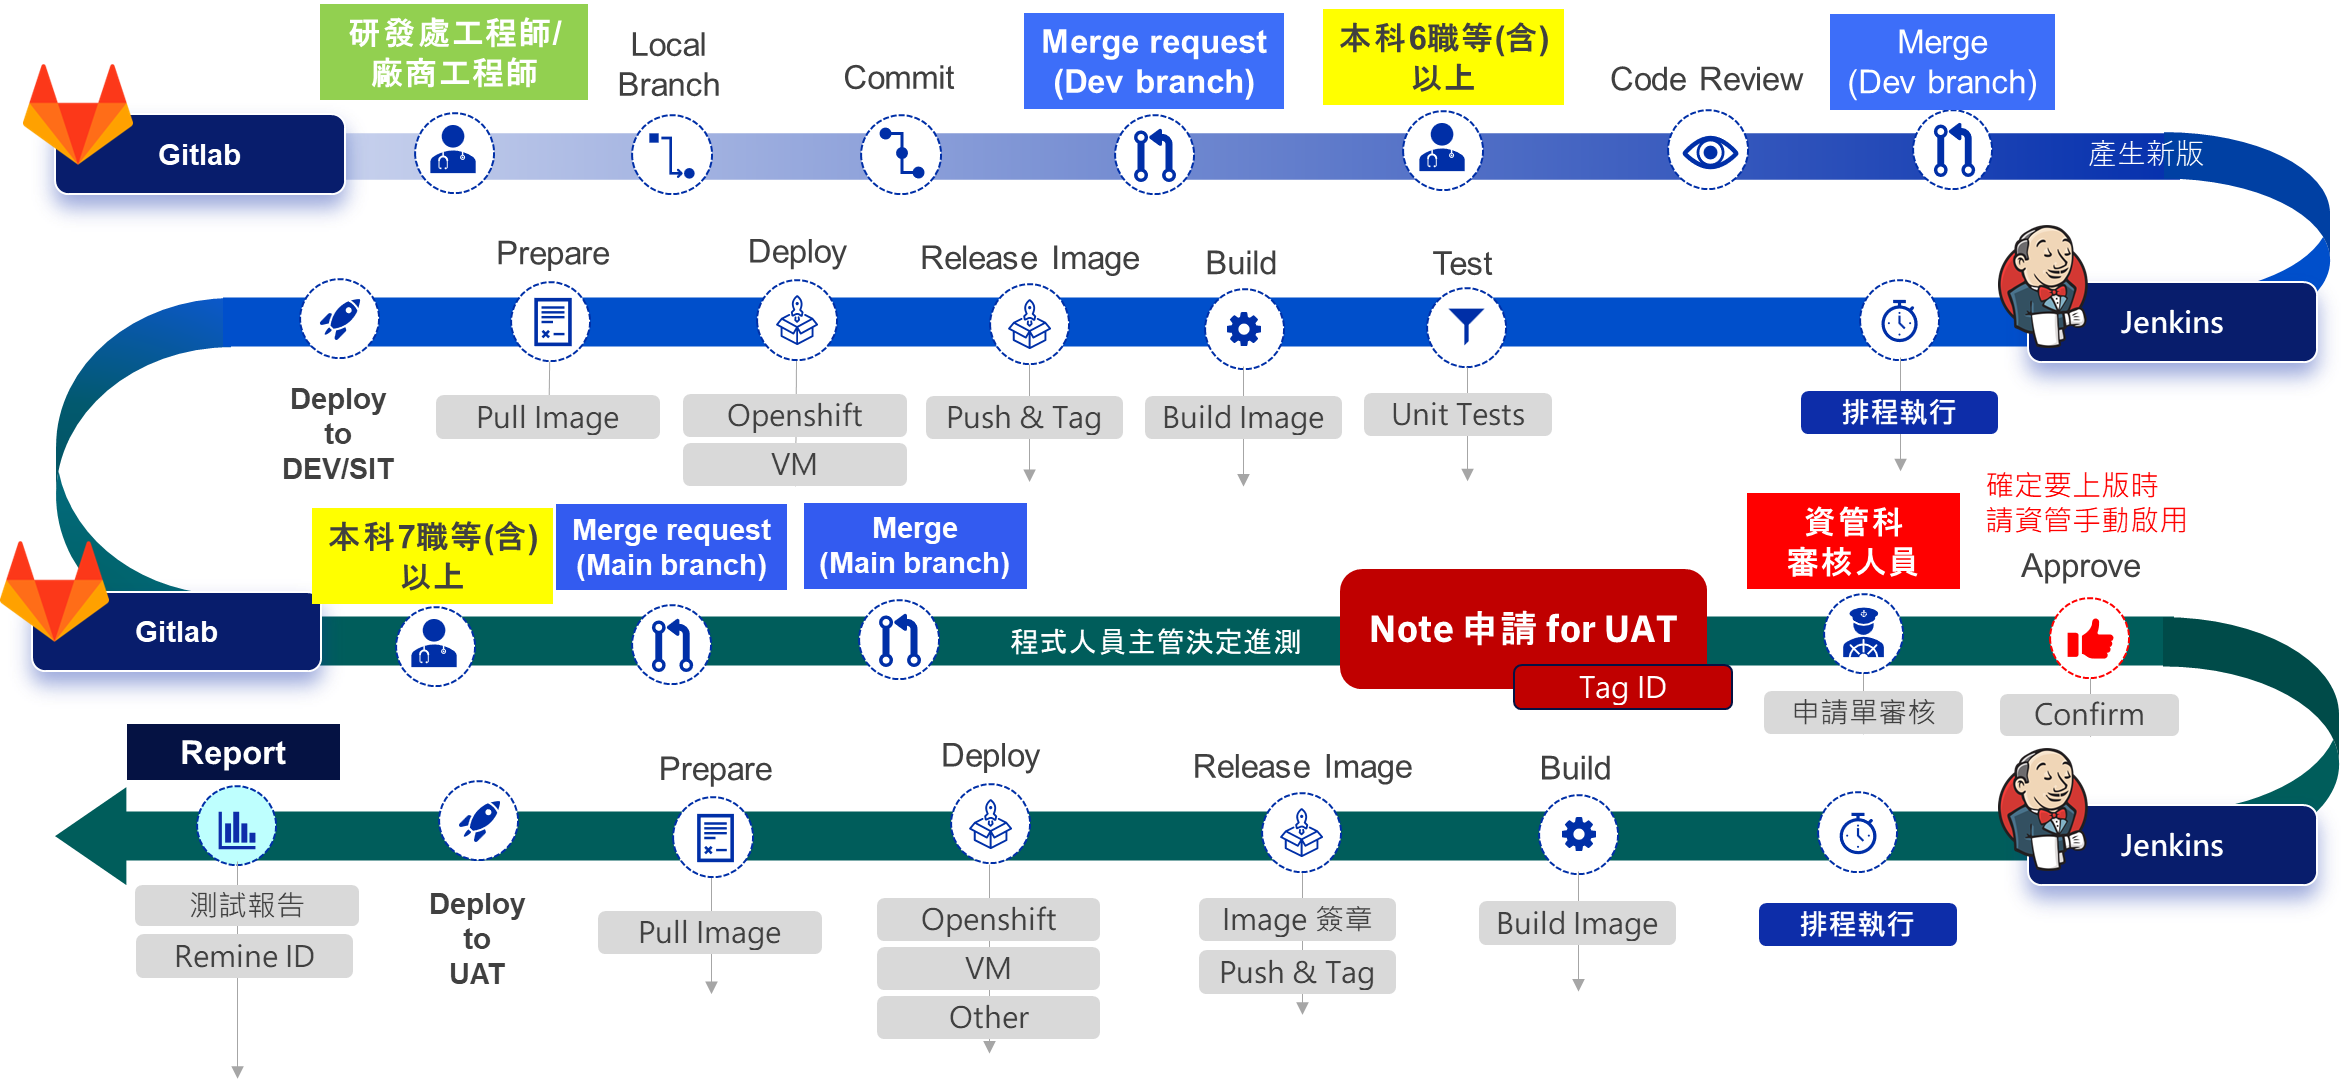 研發處工程師/
廠商工程師
Local
Branch
Commit
Merge request
(Dev branch)
本科6職等(含)
以上
Code Review
Merge
(Dev branch)
Gitlab
產生新版
Jenkins
排程執行
Test
Unit Tests
Build
Build Image
Release Image
Push & Tag
Deploy
Openshift
VM
Prepare
Pull Image
Deploy
to
DEV/SIT
Gitlab
本科7職等(含)
以上
Merge request
(Main branch)
Merge
(Main branch)
程式人員主管決定進測
Note 申請 for UAT
Tag ID
資管科
審核人員
申請單審核
確定要上版時
請資管手動啟用
Approve
Confirm
Jenkins
排程執行
Build
Build Image
Release Image
Image 簽章
Push & Tag
Deploy
Openshift
VM
Other
Prepare
Pull Image
Deploy
to
UAT
Report
測試報告
Remine ID